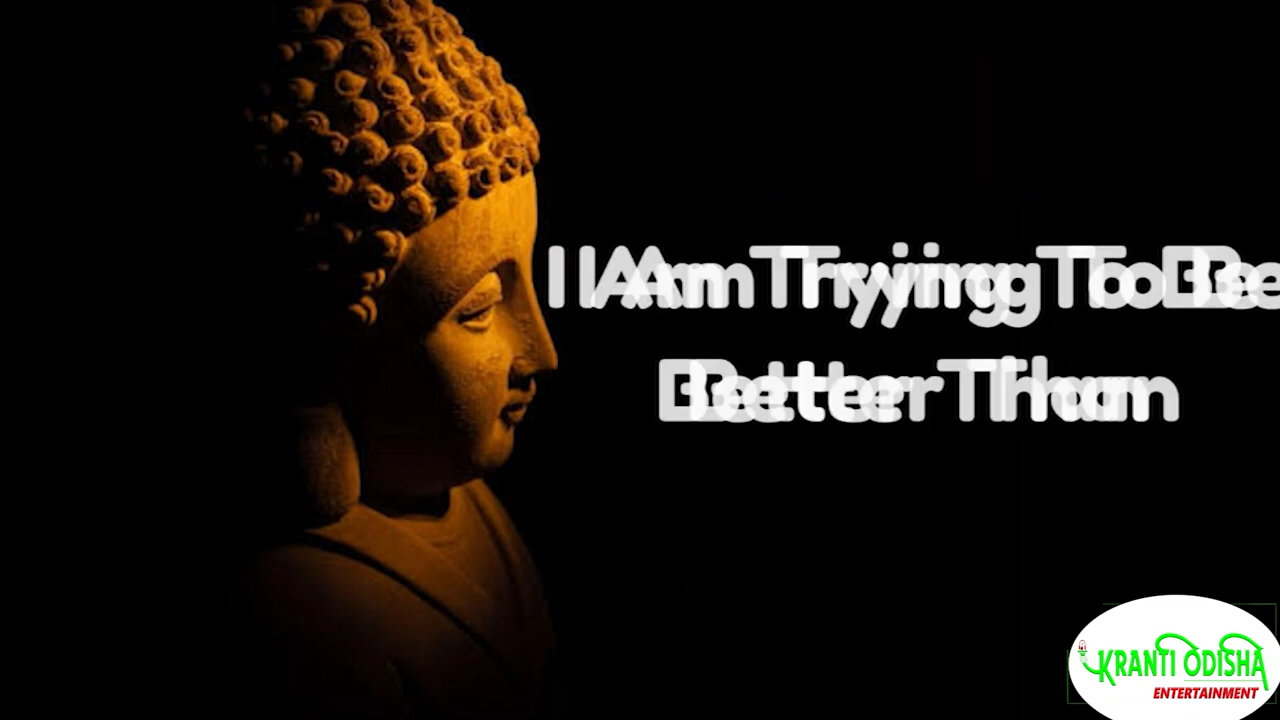 I Am Trying To Be
Better Than
KRANTI ODISHA
ENTERTAINMENT